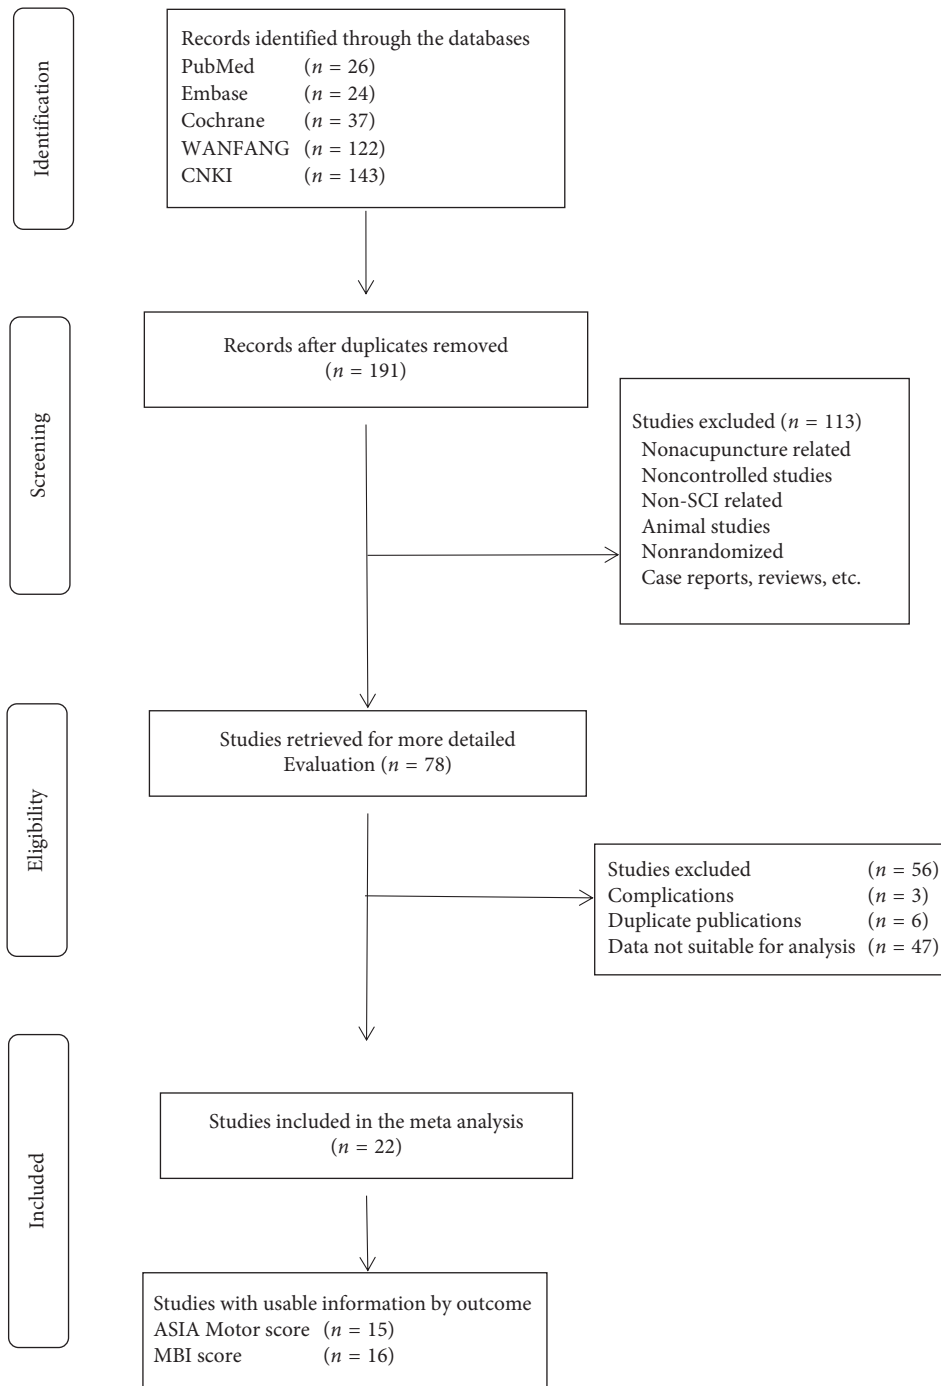 Identification
Records identified through the databases
PubMed (n = 26)
Embase (n = 24)
Cochrane (n = 37)
WANFANG (n = 122)
CNKI (n = 143)
Screening
Records after duplicates removed
(n = 191)
Studies excluded (n = 113)
Nonacupuncture related
Noncontrolled studies
Non-SCI related
Animal studies
Nonrandomized
Case reports, reviews, etc.
Eligibility
Studies retrieved for more detailed
Evaluation (n = 78)
Studies excluded (n = 56)
Complications (n = 3)
Duplicate publications (n = 6)
Data not suitable for analysis (n = 47)
Included
Studies included in the meta analysis
(n = 22)
Studies with usable information by outcome
ASIA Motor score (n = 15)
MBI score (n = 16)